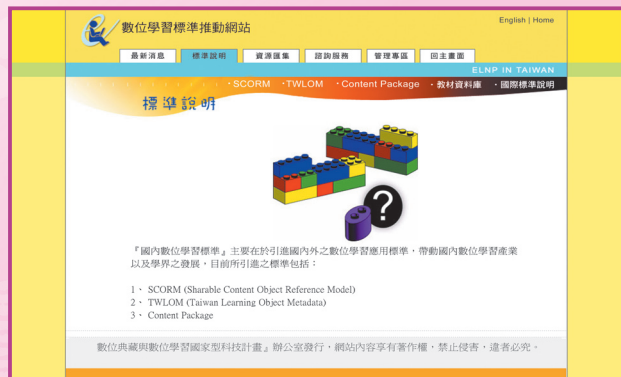 數位學習標準推動網站
English | Home
最新消息 標準說明 資源匯集 諮詢服務 管理專區 回主畫面
ELNP IN TAIWAN
·SCORM ·TWLOM ·Content Package ·教材資料庫 ·國際標準說明
標準說明
?
『國內數位學習標準』主要在於引進國內外之數位學習應用標準，帶動國內數位學習產業
以及學界之發展，目前所引進之標準包括：
1、 SCORM (Sharable Content Object Reference Model)
2、 TWLOM (Taiwan Learning Object Metadata)
3、 Content Package
數位典藏與數位學習國家型科技計畫』辦公室發行，網站內容享有著作權，禁止侵害，違者必究。